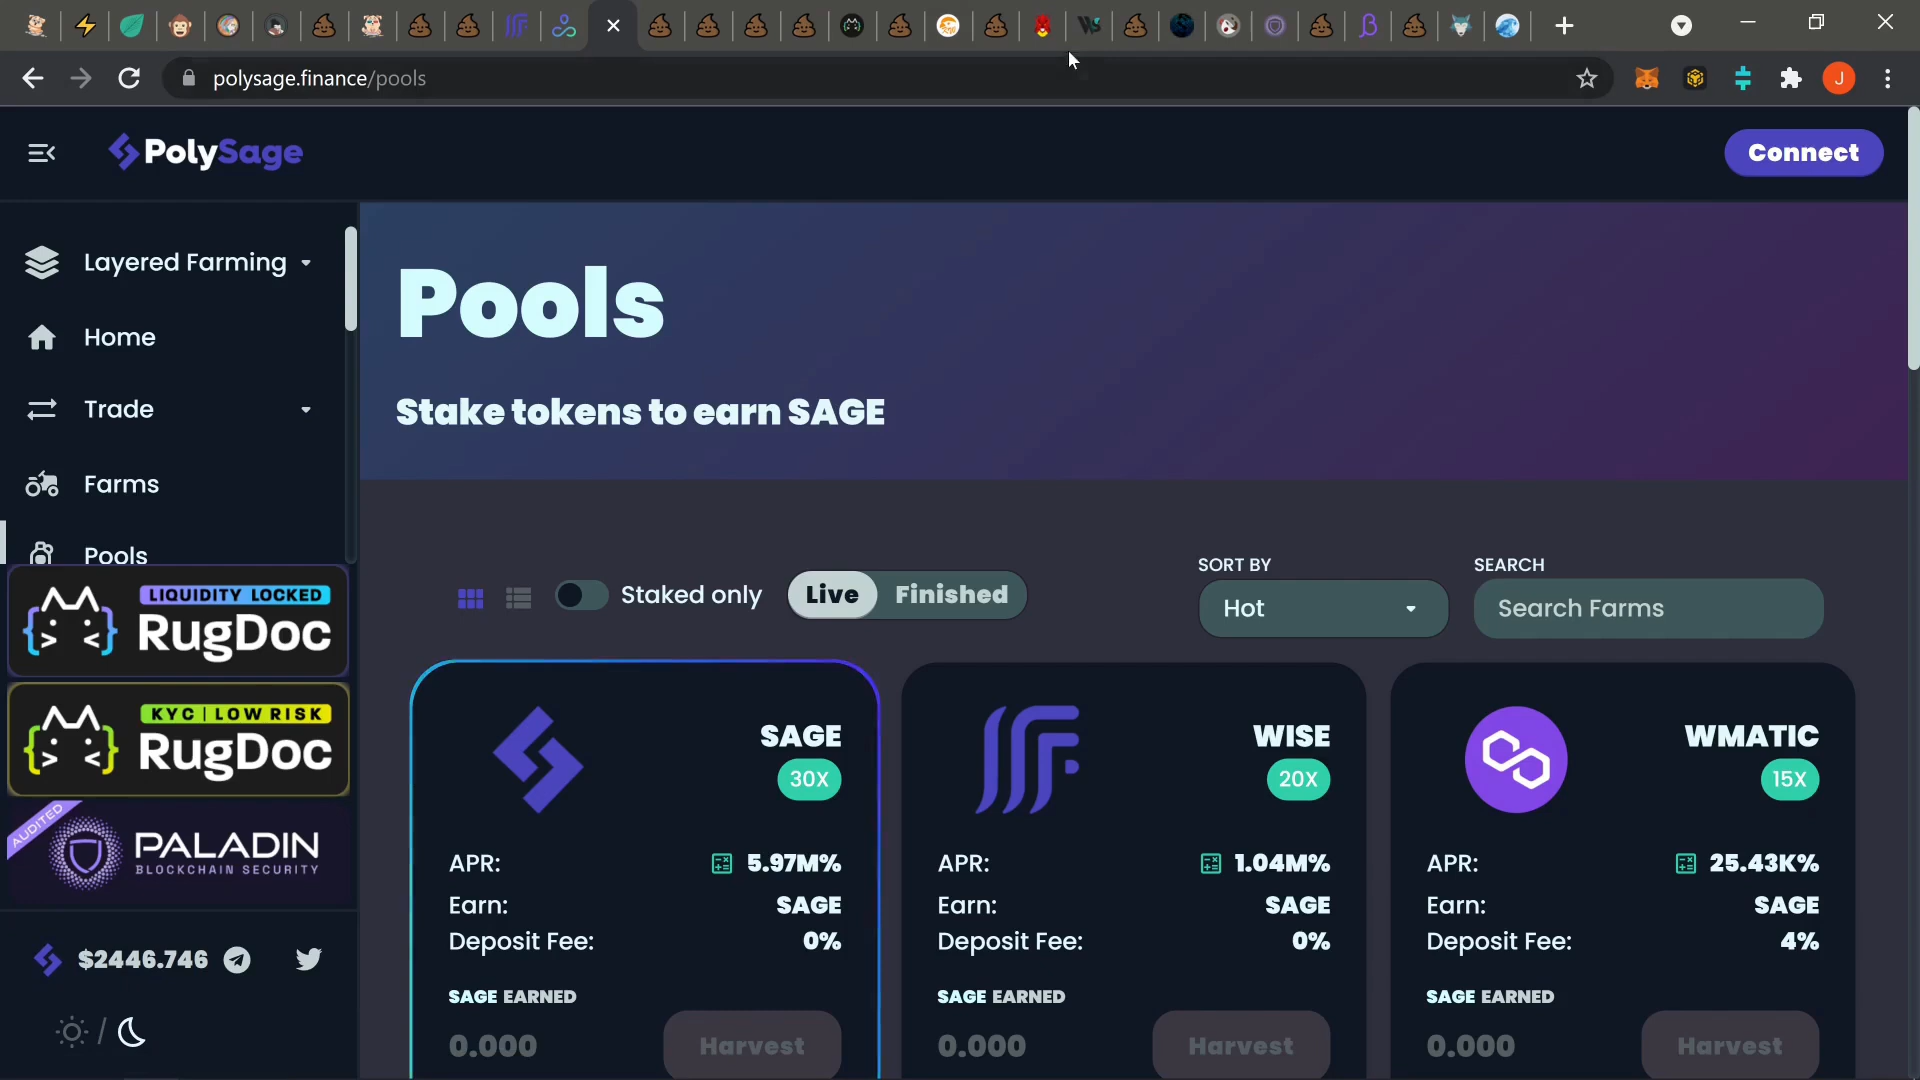 polysage.finance/pools
J
PolySage
Connect
Layered Farming
Home
Trade
Farms
Pools
LIQUIDITY LOCKED
RugDoc
KYC | LOW RISK
RugDoc
AUDITED
PALADIN
BLOCKCHAIN SECURITY
$2446.746
/
Pools
Stake tokens to earn SAGE
Staked only
Live
Finished
SORT BY
Hot
SEARCH
Search Farms
SAGE
30X
APR:
5.97M%
Earn:
SAGE
Deposit Fee:
0%
SAGE EARNED
0.000
Harvest
WISE
20X
APR:
1.04M%
Earn:
SAGE
Deposit Fee:
0%
SAGE EARNED
0.000
Harvest
WMATIC
15X
APR:
25.43K%
Earn:
SAGE
Deposit Fee:
4%
SAGE EARNED
0.000
Harvest